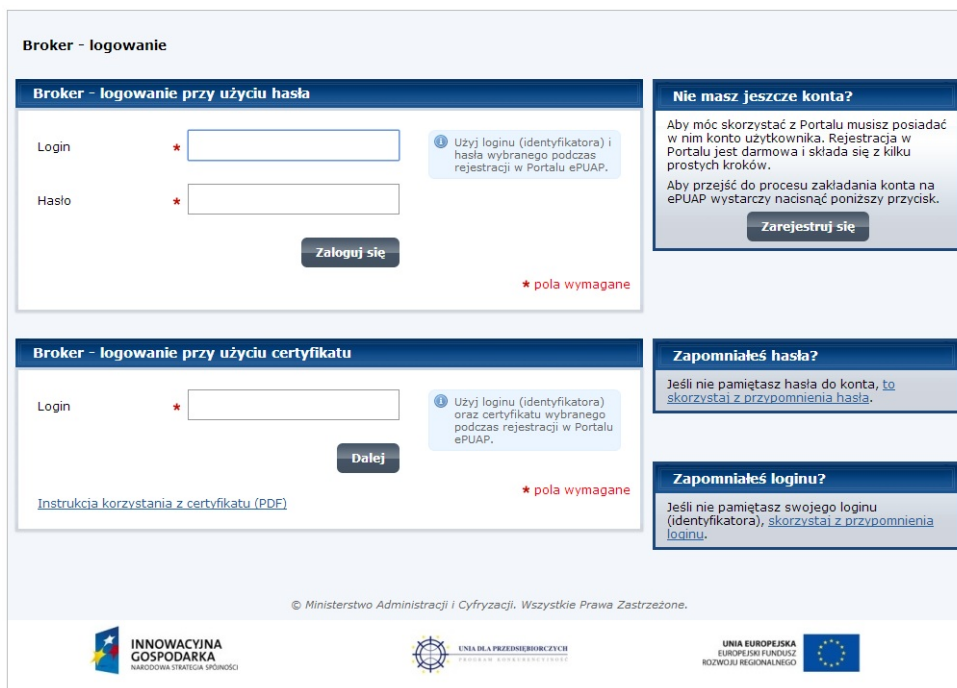 Broker - logowanie
Broker - logowanie przy użyciu hasła
Login *
Użyj loginu (identyfikatora) i
hasła wybranego podczas
rejestracji w Portalu ePUAP.
Hasło *
Zaloguj się
* pola wymagane
Nie masz jeszcze konta?
Aby móc skorzystać z Portalu musisz posiadać
w nim konto użytkownika. Rejestracja w
Portalu jest darmowa i składa się z kilku
prostych kroków.
Aby przejść do procesu zakładania konta na
ePUAP wystarczy nacisnąć poniższy przycisk.
Zarejestruj się
Broker - logowanie przy użyciu certyfikatu
Login *
Użyj loginu (identyfikatora)
oraz certyfikatu wybranego
podczas rejestracji w Portalu
ePUAP.
Dalej
* pola wymagane
Instrukcja korzystania z certyfikatu (PDF)
Zapomniałeś hasła?
Jeśli nie pamiętasz hasła do konta, to
skorzystaj z przypomnienia hasła.
Zapomniałeś loginu?
Jeśli nie pamiętasz swojego loginu
(identyfikatora), skorzystaj z przypomnienia
loginu.
© Ministerstwo Administracji i Cyfryzacji. Wszystkie Prawa Zastrzeżone.
INNOWACYJNA
GOSPODARKA
NARODOWA STRATEGIA SPÓJNOŚCI
UNIA DLA PRZEDSIĘBIORCZYCH
PROGRAM KONKURENCYJNOŚĆ
UNIA EUROPEJSKA
EUROPEJSKI FUNDUSZ
ROZWOJU REGIONALNEGO